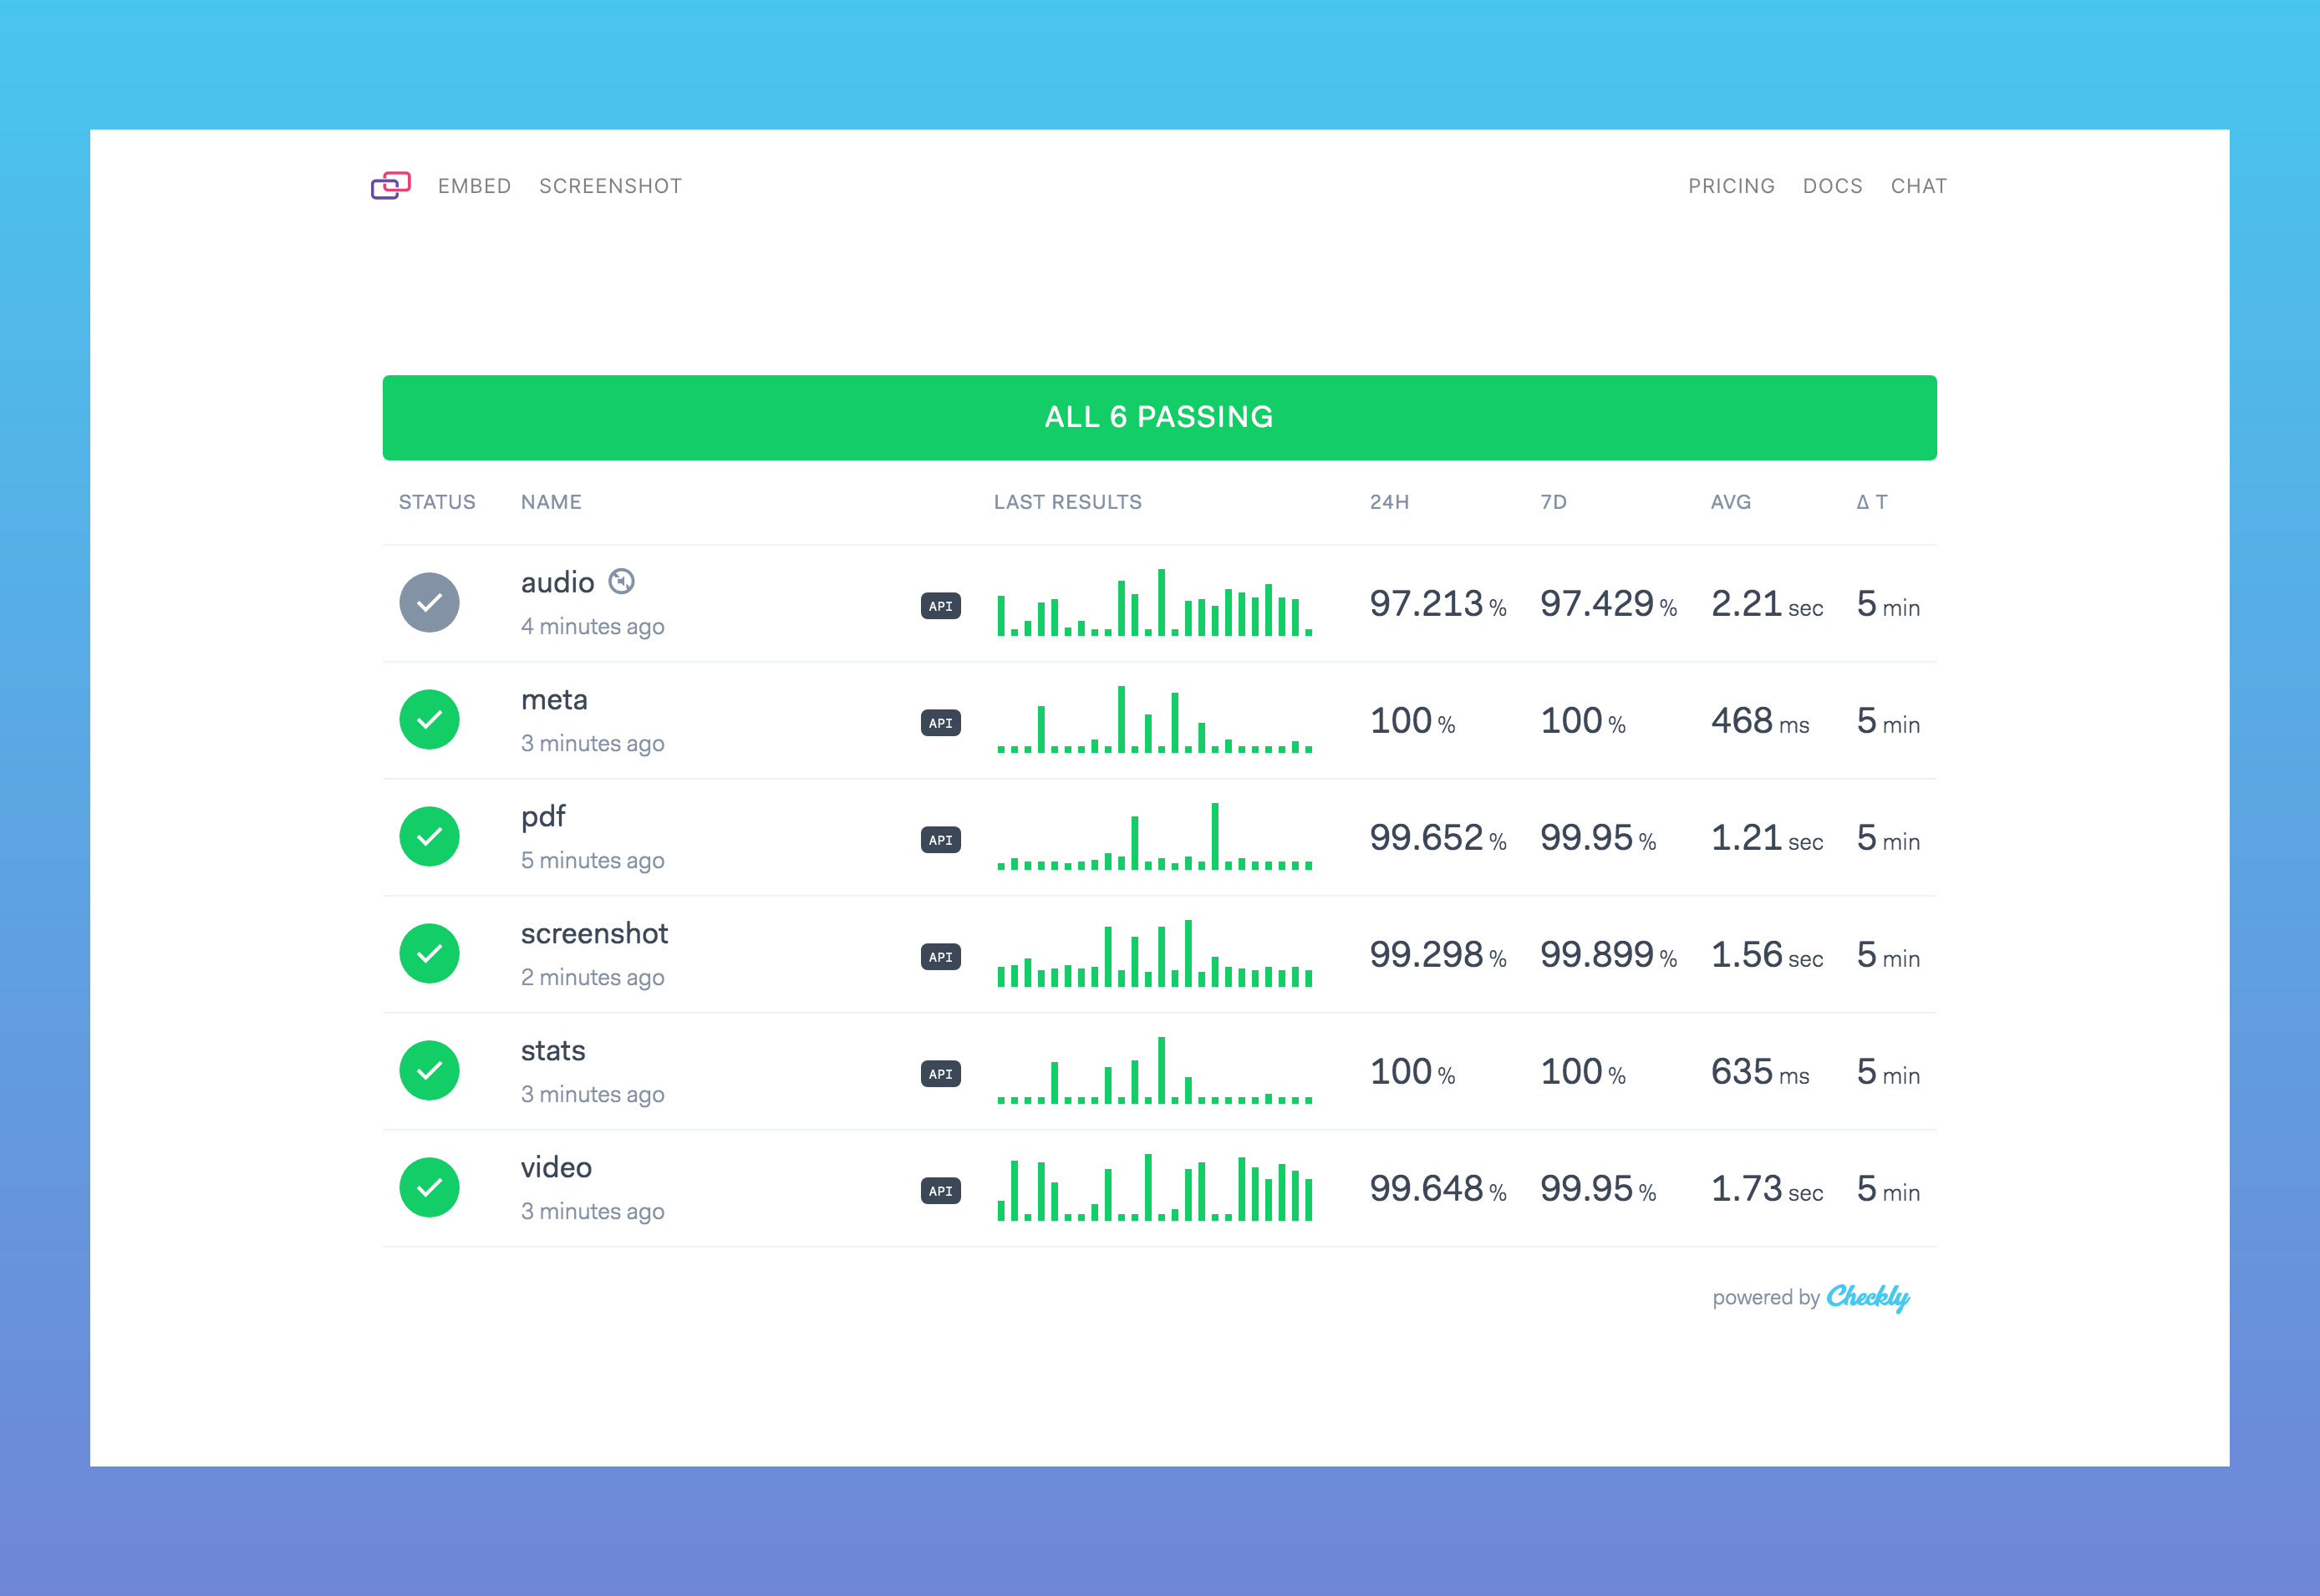 EMBED SCREENSHOT PRICING DOCS CHAT
ALL 6 PASSING
STATUS NAME LAST RESULTS 24H 7D AVG Δ T
audio
4 minutes ago
API 97.213 % 97.429 % 2.21 sec 5 min
meta
3 minutes ago
API 100 % 100 % 468 ms 5 min
pdf
5 minutes ago
API 99.652 % 99.95 % 1.21 sec 5 min
screenshot
2 minutes ago
API 99.298 % 99.899 % 1.56 sec 5 min
stats
3 minutes ago
API 100 % 100 % 635 ms 5 min
video
3 minutes ago
API 99.648 % 99.95 % 1.73 sec 5 min
powered by Checkly